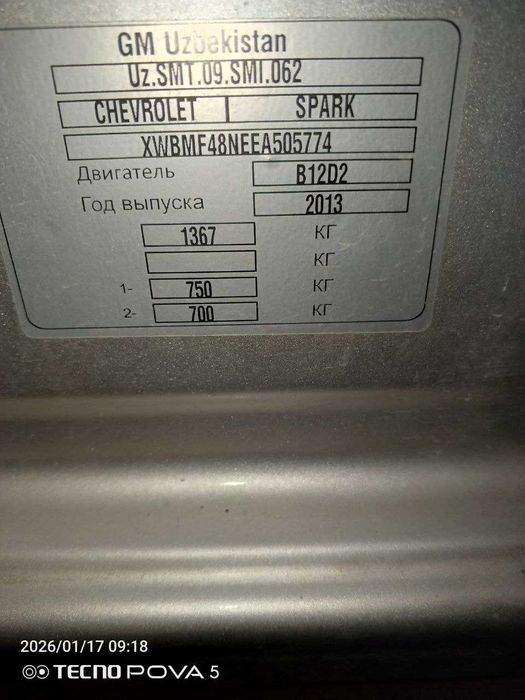 GM Uzbekistan
Uz.SMT.09.SMI.062
CHEVROLET SPARK
XWBMF48NEEA505774
Двигатель B12D2
Год выпуска 2013
1367 КГ
КГ
1- 750 КГ
2- 700 КГ
2026/01/17 09:18
TECNO POVA 5